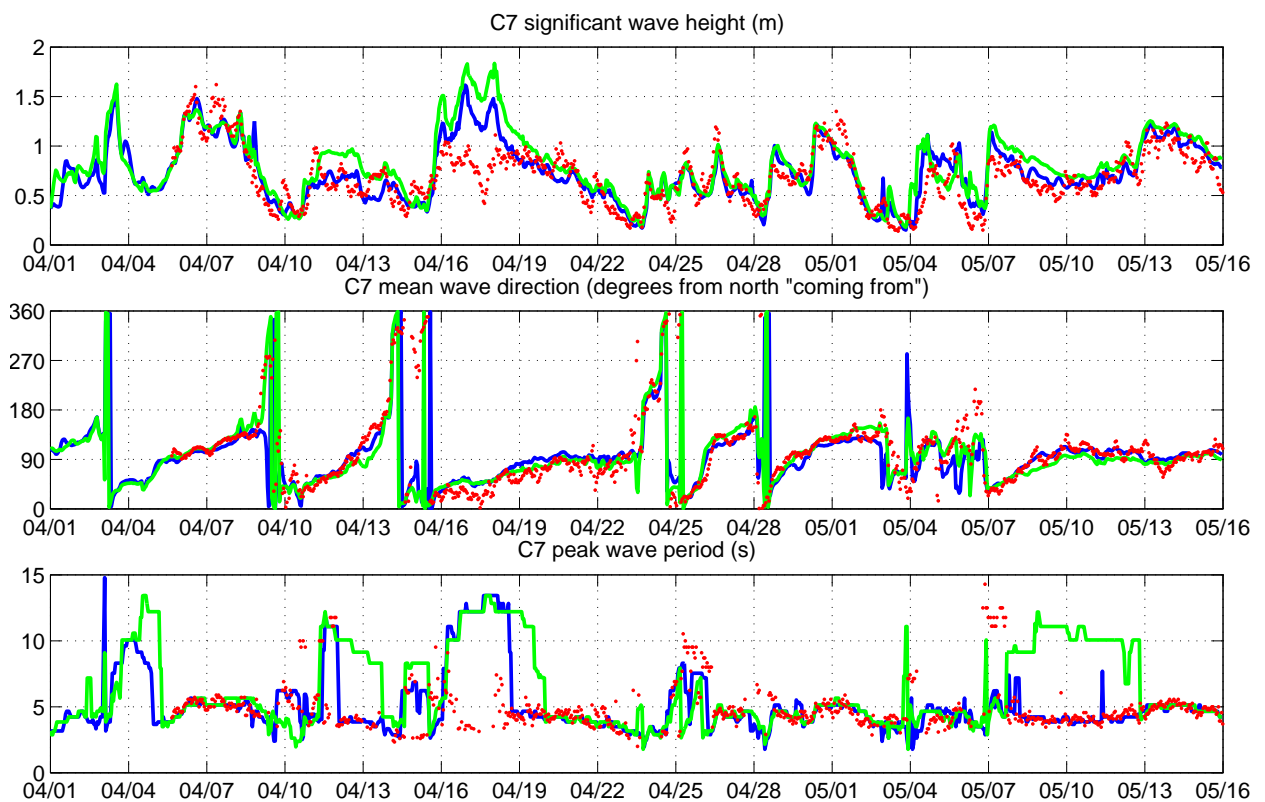 C7 significant wave height (m)
2
1.5
1
0.5
0
04/01 04/04 04/07 04/10 04/13 04/16 04/19 04/22 04/25 04/28 05/01 05/04 05/07 05/10 05/13 05/16
C7 mean wave direction (degrees from north "coming from")
360
270
180
90
0
04/01 04/04 04/07 04/10 04/13 04/16 04/19 04/22 04/25 04/28 05/01 05/04 05/07 05/10 05/13 05/16
C7 peak wave period (s)
15
10
5
0
04/01 04/04 04/07 04/10 04/13 04/16 04/19 04/22 04/25 04/28 05/01 05/04 05/07 05/10 05/13 05/16